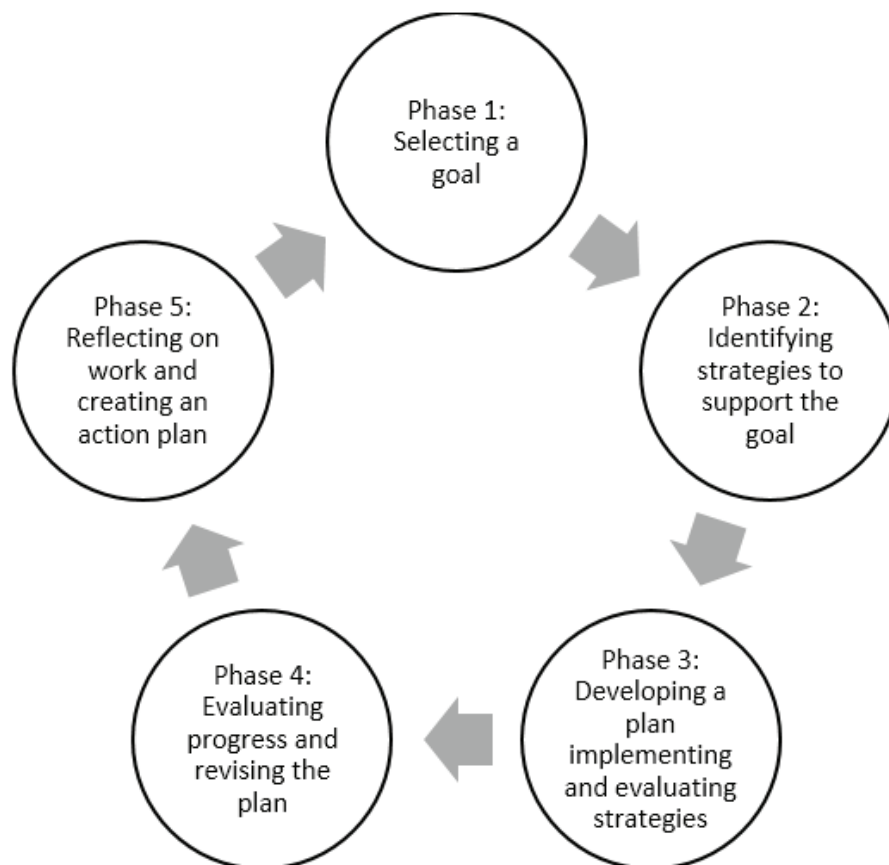 Phase 1:
Selecting a
goal
Phase 2:
Identifying
strategies to
support the
goal
Phase 3:
Developing a
plan
implementing
and evaluating
strategies
Phase 4:
Evaluating
progress and
revising the
plan
Phase 5:
Reflecting on
work and
creating an
action plan